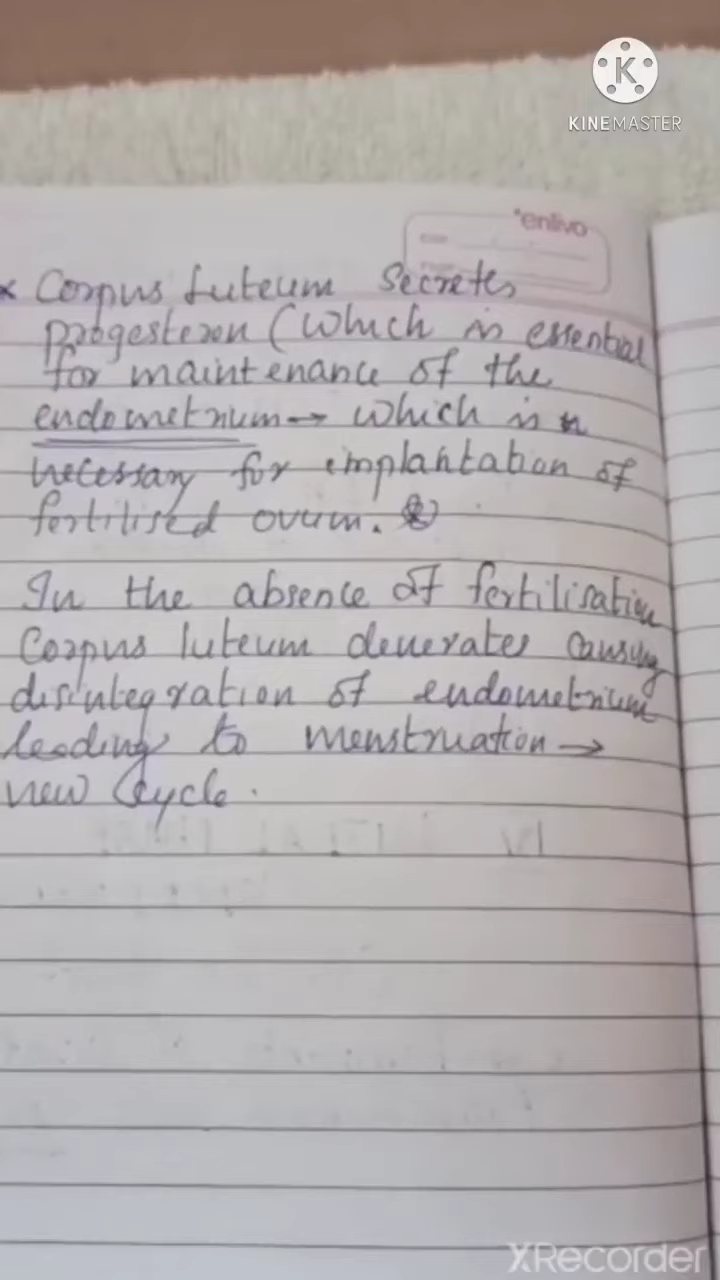 KINEMASTER
enlivo
* Corpus Luteum Secretes
progesteron (which is essential
for maintenance of the
endometrium → which is
necessary for implantation of
fertilised ovum.
In the absence of fertilisation
Corpus luteum denerates causing
disintegration of endometrium
leading to menstruation →
new Cycle.
XRecorder